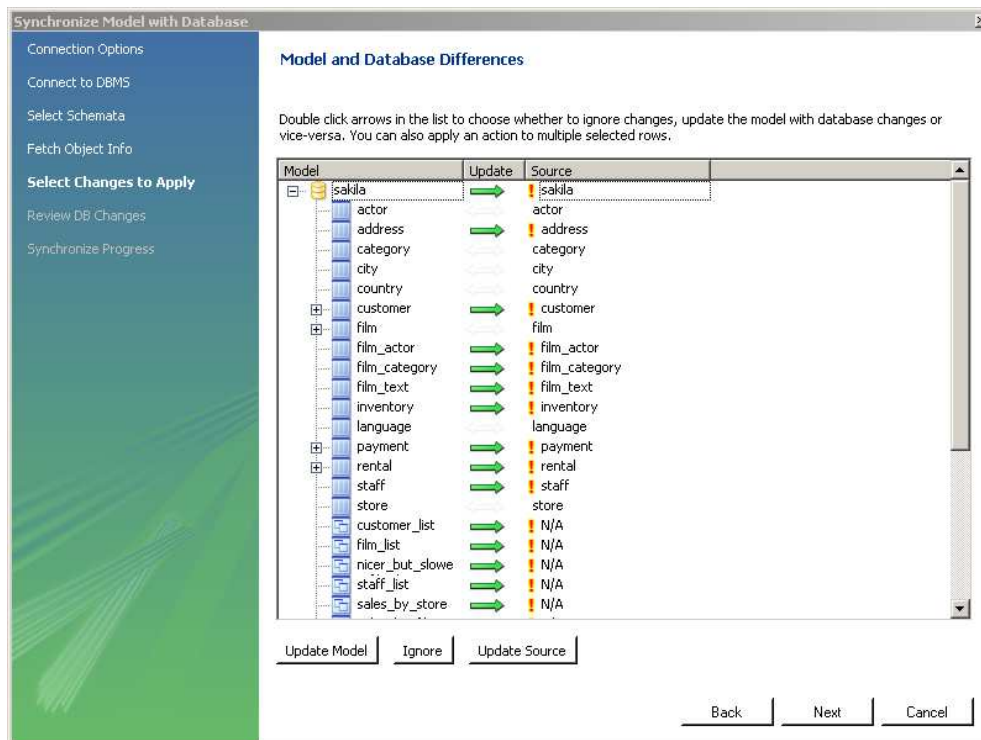 Synchronize Model with Database
Connection Options
Connect to DBMS
Select Schemata
Fetch Object Info
Select Changes to Apply
Review DB Changes
Synchronize Progress
Model and Database Differences
Double click arrows in the list to choose whether to ignore changes, update the model with database changes or
vice-versa. You can also apply an action to multiple selected rows.
Model Update Source
sakila ! sakila
actor actor
address ! address
category category
city city
country country
customer ! customer
film film
film_actor ! film_actor
film_category ! film_category
film_text ! film_text
inventory ! inventory
language language
payment ! payment
rental ! rental
staff ! staff
store store
customer_list ! N/A
film_list ! N/A
nicer_but_slowe ! N/A
staff_list ! N/A
sales_by_store ! N/A
Update Model Ignore Update Source
Back Next Cancel